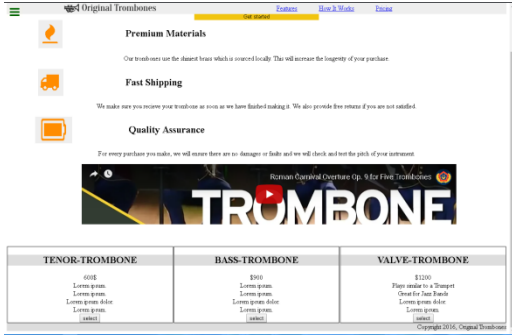 Original Trombones
Features How It Works Pricing
Get started
Premium Materials
Our trombones use the shiniest brass which is sourced locally. This will increase the longevity of your purchase.
Fast Shipping
We make sure you recieve your trombone as soon as we have finished making it. We also provide free returns if you are not satisfied.
Quality Assurance
For every purchase you make, we will ensure there are no damages or faults and we will check and test the pitch of your instrument.
Roman Carnival Overture Op. 9 for Five Trombones
TROMBONE
TENOR-TROMBONE BASS-TROMBONE VALVE-TROMBONE
600$ $900 $1200
Lorem ipsum. Lorem ipsum. Plays similar to a Trumpet
Lorem ipsum. Lorem ipsum. Great for Jazz Bands
Lorem ipsum dolor. Lorem ipsum dolor. Lorem ipsum dolor.
Lorem ipsum. Lorem ipsum. Lorem ipsum.
select select select
Copyright 2016, Original Trombones